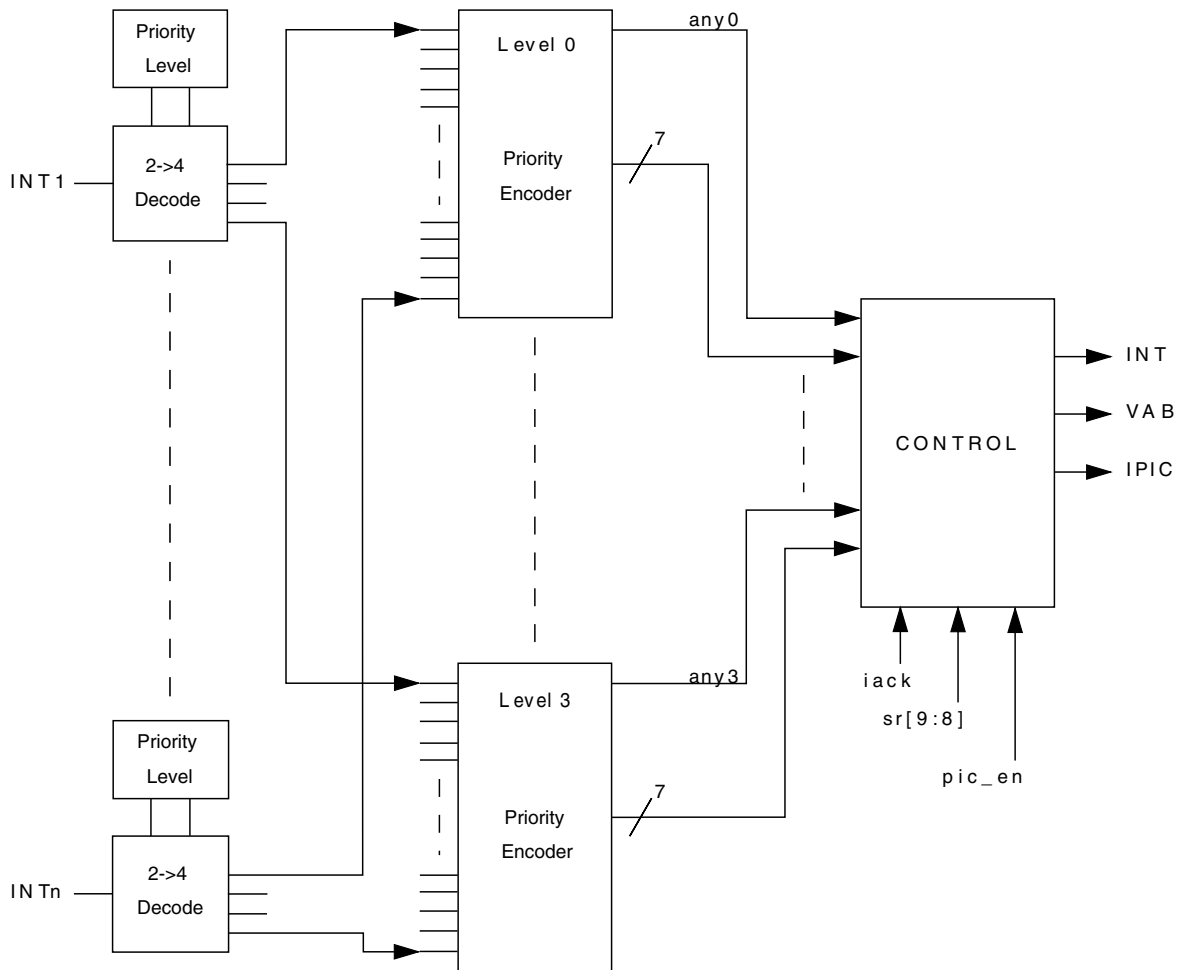 Priority
Level
2->4
Decode
INT1
Level 0
Priority
Encoder
any0
7
CONTROL
INT
VAB
IPIC
iack
sr[9:8]
pic_en
Priority
Level
2->4
Decode
INTn
Level 3
Priority
Encoder
any3
7